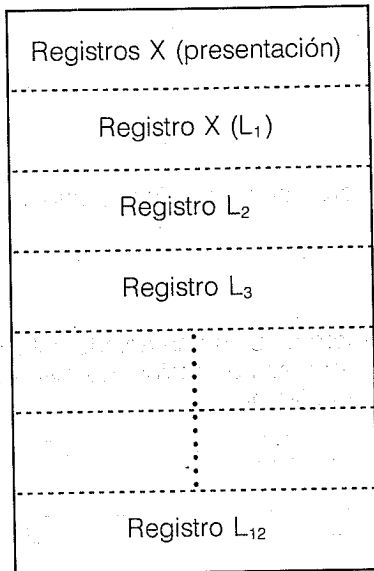 Registros X (presentación)
Registro X (L₁)
Registro L₂
Registro L₃
Registro L₁₂